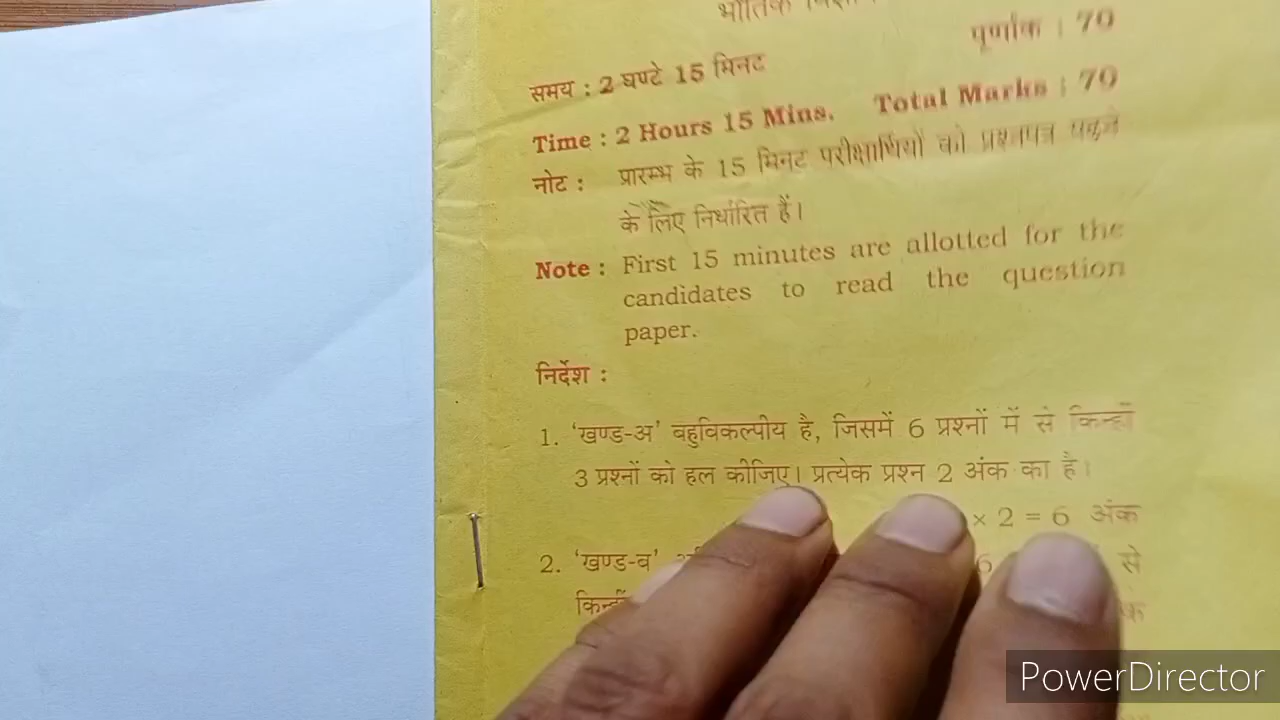 भौतिक
पूर्णांक : 70
समय : 2 घण्टे 15 मिनट
Time : 2 Hours 15 Mins. Total Marks : 70
नोट : प्रारम्भ के 15 मिनट परीक्षार्थियों को प्रश्नपत्र पढ़ने
के लिए निर्धारित हैं।
Note : First 15 minutes are allotted for the
candidates to read the question
paper.
निर्देश :
1. 'खण्ड-अ' बहुविकल्पीय है, जिसमें 6 प्रश्नों में से किन्हीं
3 प्रश्नों को हल कीजिए। प्रत्येक प्रश्न 2 अंक का है।
× 2 = 6 अंक
2. 'खण्ड-ब' 6 से
किन्हीं
PowerDirector